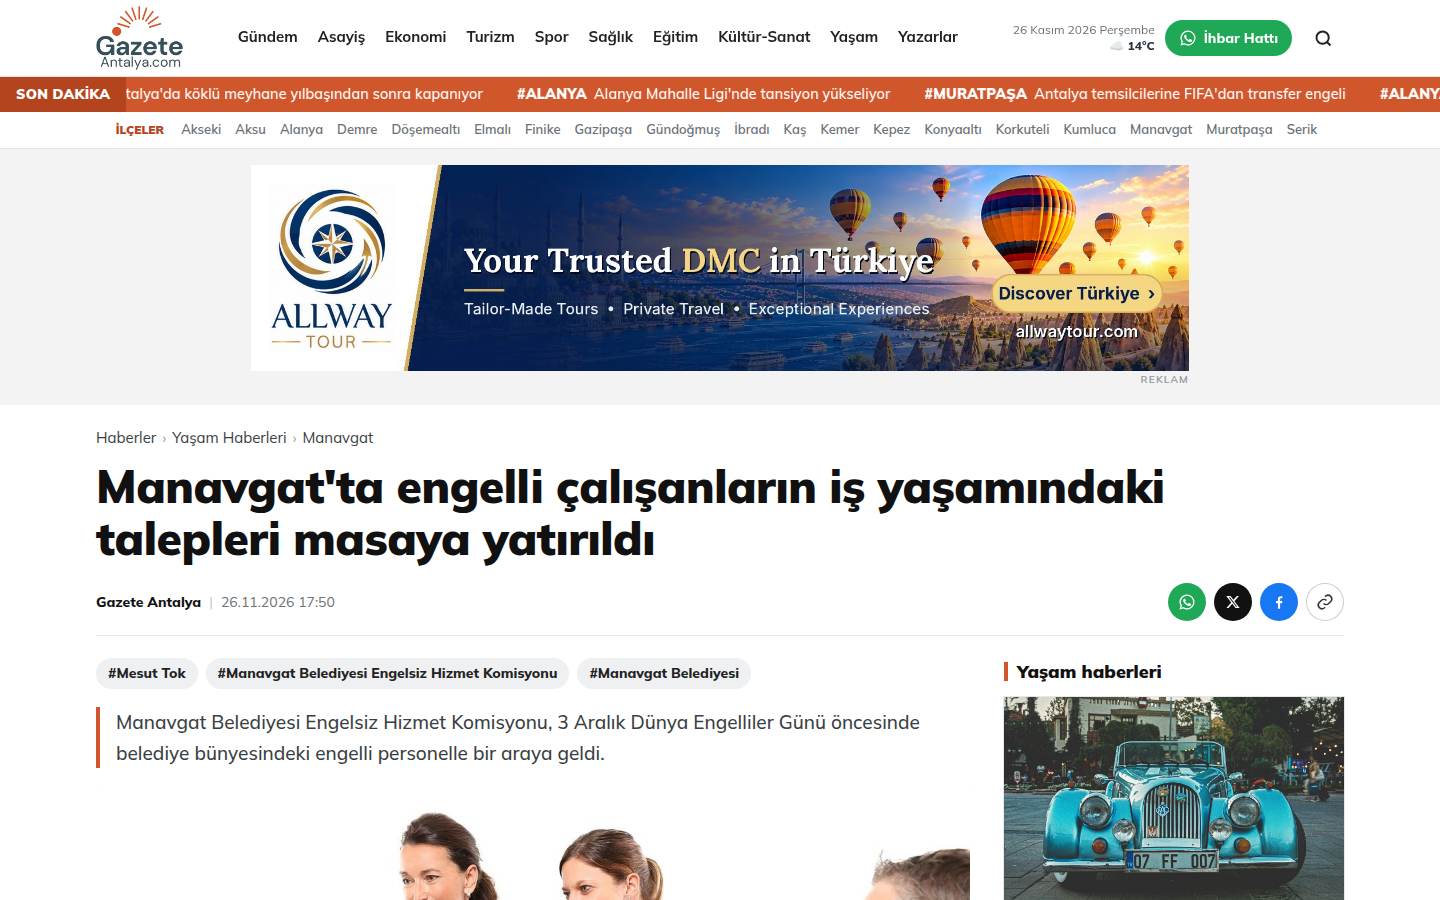 Gazete
Antalya.com
Gündem Asayiş Ekonomi Turizm Spor Sağlık Eğitim Kültür-Sanat Yaşam Yazarlar
26 Kasım 2026 Perşembe
14°C
İhbar Hattı
SON DAKİKA talya'da köklü meyhane yılbaşından sonra kapanıyor #ALANYA Alanya Mahalle Ligi'nde tansiyon yükseliyor #MURATPAŞA Antalya temsilcilerine FIFA'dan transfer engeli #ALANY
İLÇELER Akseki Aksu Alanya Demre Döşemealtı Elmalı Finike Gazipaşa Gündoğmuş İbradı Kaş Kemer Kepez Konyaaltı Korkuteli Kumluca Manavgat Muratpaşa Serik
ALLWAY
TOUR
Your Trusted DMC in Türkiye
Tailor-Made Tours • Private Travel • Exceptional Experiences
Discover Türkiye ›
allwaytour.com
REKLAM
Haberler › Yaşam Haberleri › Manavgat
Manavgat'ta engelli çalışanların iş yaşamındaki
talepleri masaya yatırıldı
Gazete Antalya | 26.11.2026 17:50
#Mesut Tok #Manavgat Belediyesi Engelsiz Hizmet Komisyonu #Manavgat Belediyesi
Manavgat Belediyesi Engelsiz Hizmet Komisyonu, 3 Aralık Dünya Engelliler Günü öncesinde
belediye bünyesindeki engelli personelle bir araya geldi.
Yaşam haberleri
07 FF 007